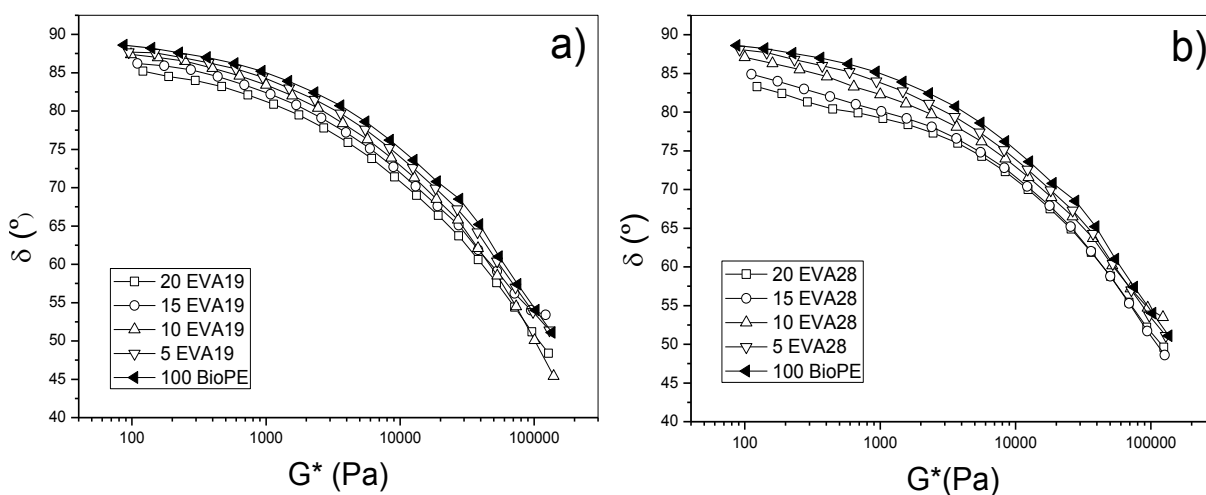 a)
90
85
80
75
70
65
60
55
50
45
40
δ (º)
20 EVA19
15 EVA19
10 EVA19
5 EVA19
100 BioPE
100
1000
10000
100000
G* (Pa)
b)
90
85
80
75
70
65
60
55
50
45
40
δ (º)
20 EVA28
15 EVA28
10 EVA28
5 EVA28
100 BioPE
100
1000
10000
100000
G*(Pa)